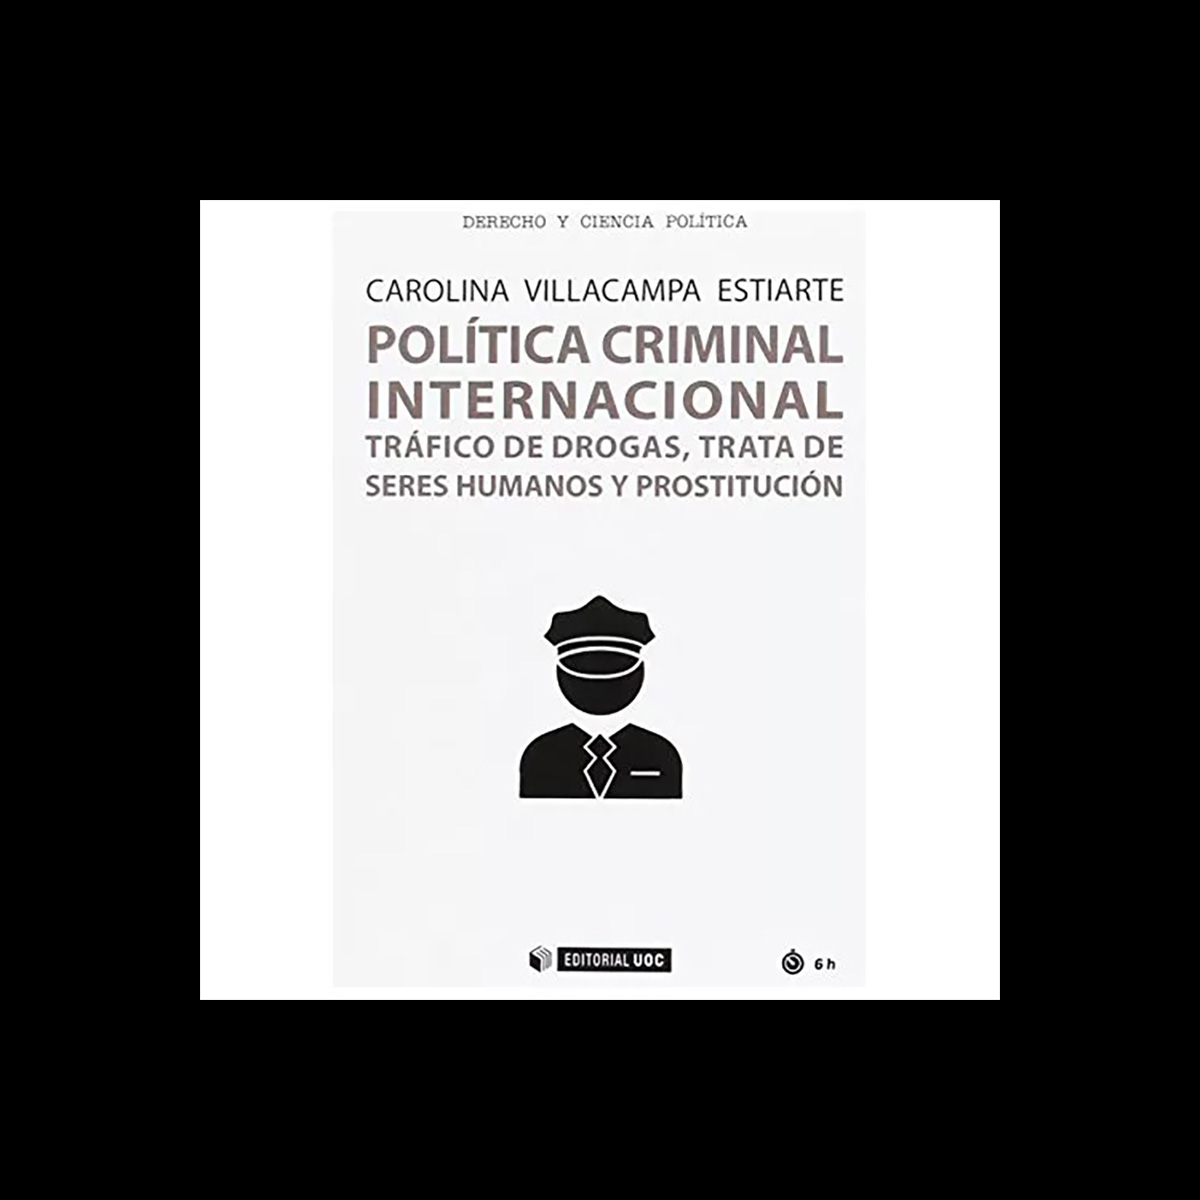 DERECHO Y CIENCIA POLÍTICA
CAROLINA VILLACAMPA ESTIARTE
POLÍTICA CRIMINAL
INTERNACIONAL
TRÁFICO DE DROGAS, TRATA DE
SERES HUMANOS Y PROSTITUCIÓN
EDITORIAL UOC
6 h